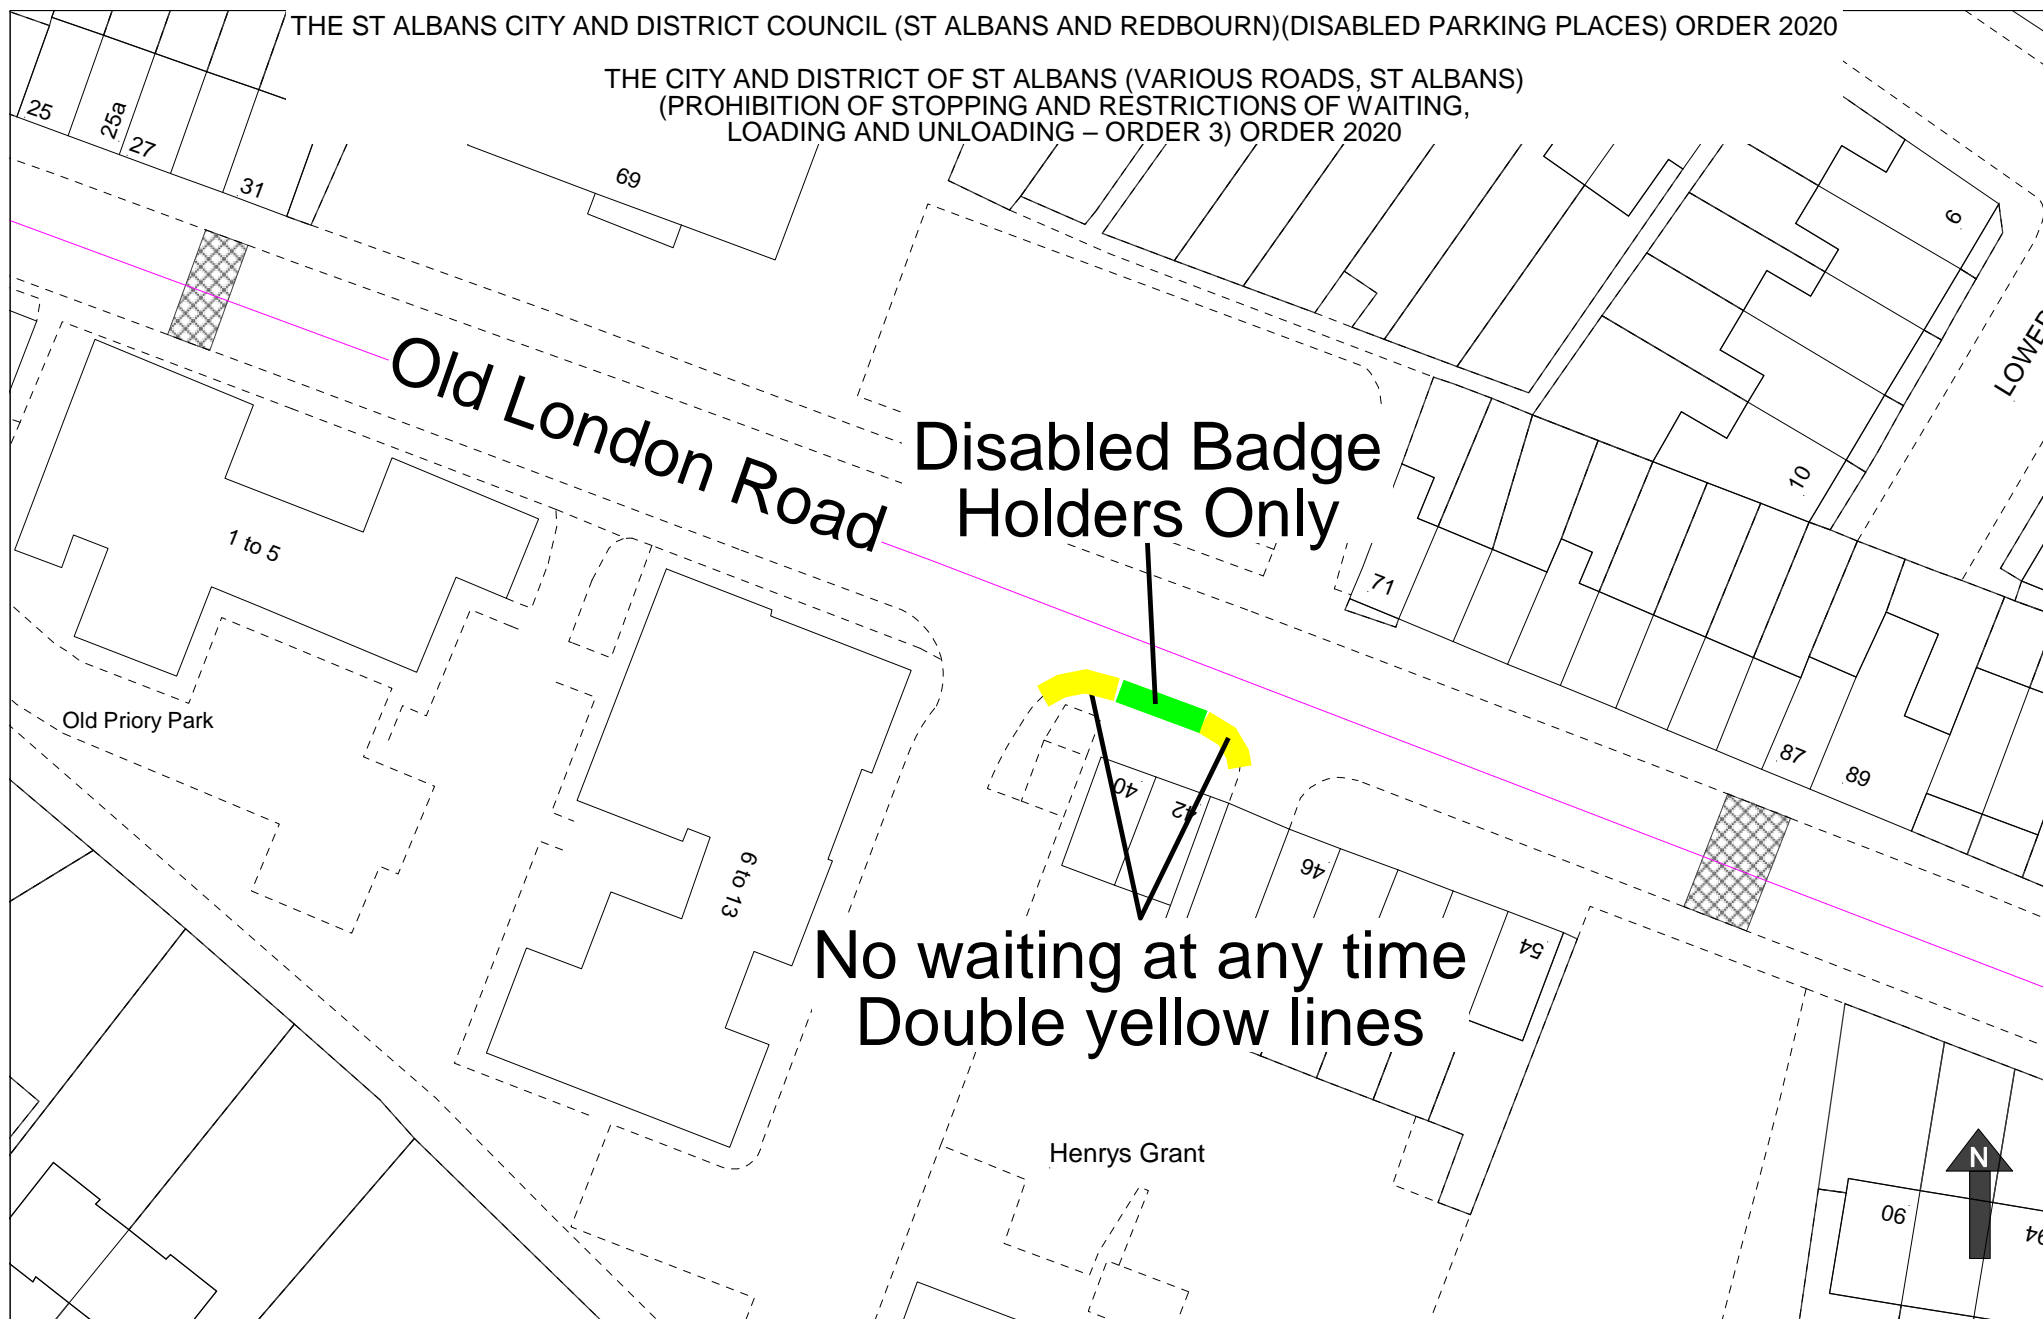 THE ST ALBANS CITY AND DISTRICT COUNCIL (ST ALBANS AND REDBOURN)(DISABLED PARKING PLACES) ORDER 2020
THE CITY AND DISTRICT OF ST ALBANS (VARIOUS ROADS, ST ALBANS)
(PROHIBITION OF STOPPING AND RESTRICTIONS OF WAITING,
LOADING AND UNLOADING – ORDER 3) ORDER 2020
25
25a
27
31
69
6
LOWER
Old London Road
Disabled Badge
Holders Only
10
1 to 5
71
Old Priory Park
87
89
40
42
46
54
6 to 13
No waiting at any time
Double yellow lines
Henrys Grant
N
90
94